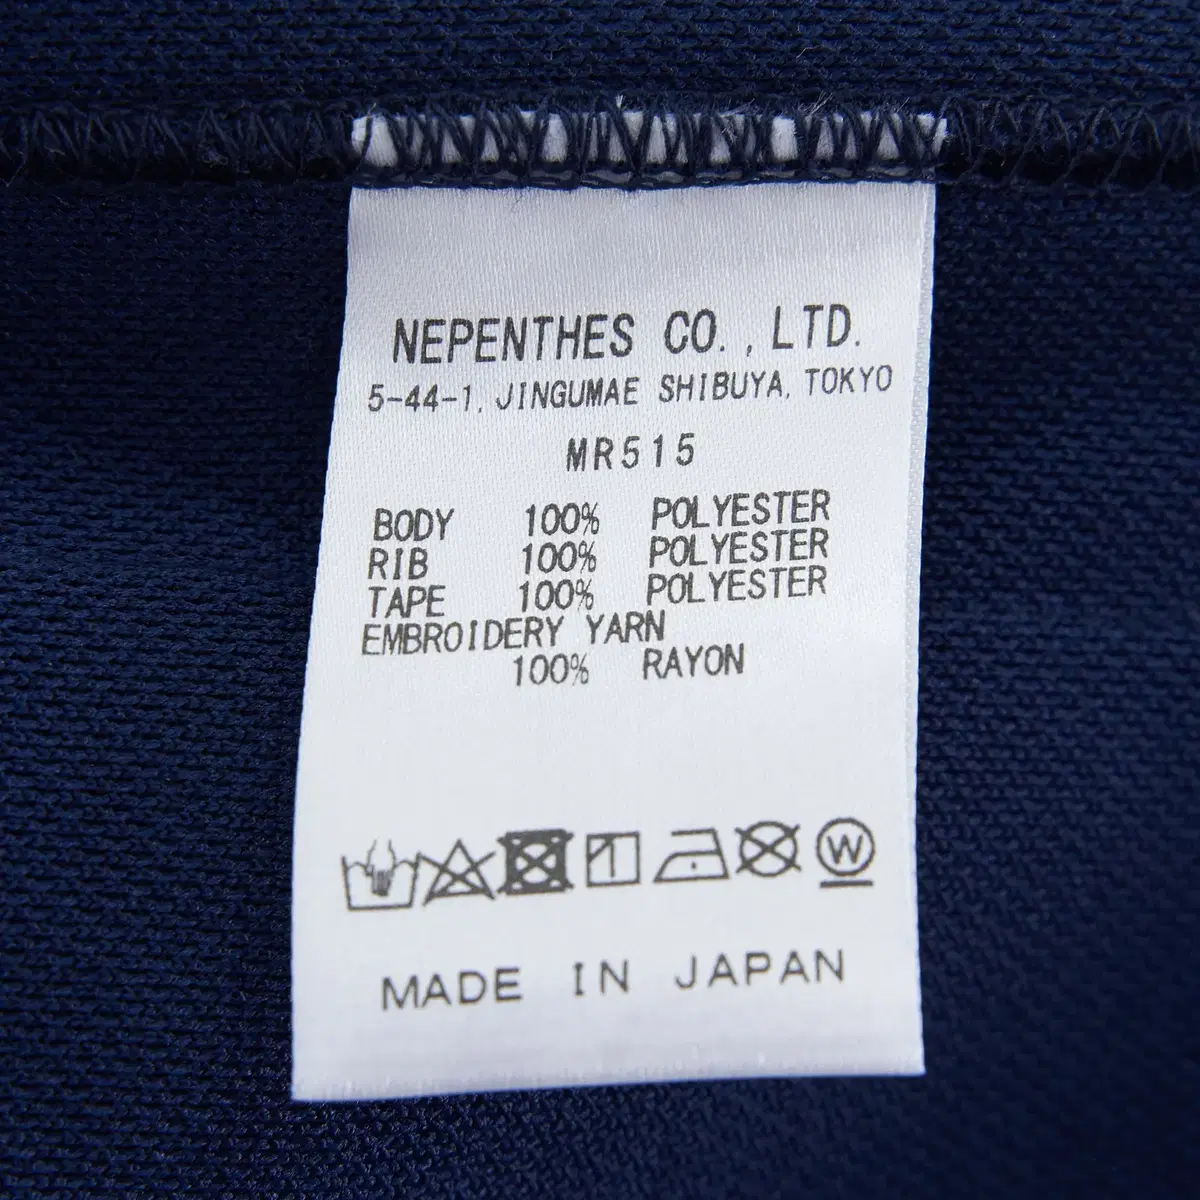 NEPENTHES CO., LTD.
5-44-1, JINGUMAE SHIBUYA, TOKYO
MR515
BODY 100% POLYESTER
RIB 100% POLYESTER
TAPE 100% POLYESTER
EMBROIDERY YARN
100% RAYON
W
MADE IN JAPAN